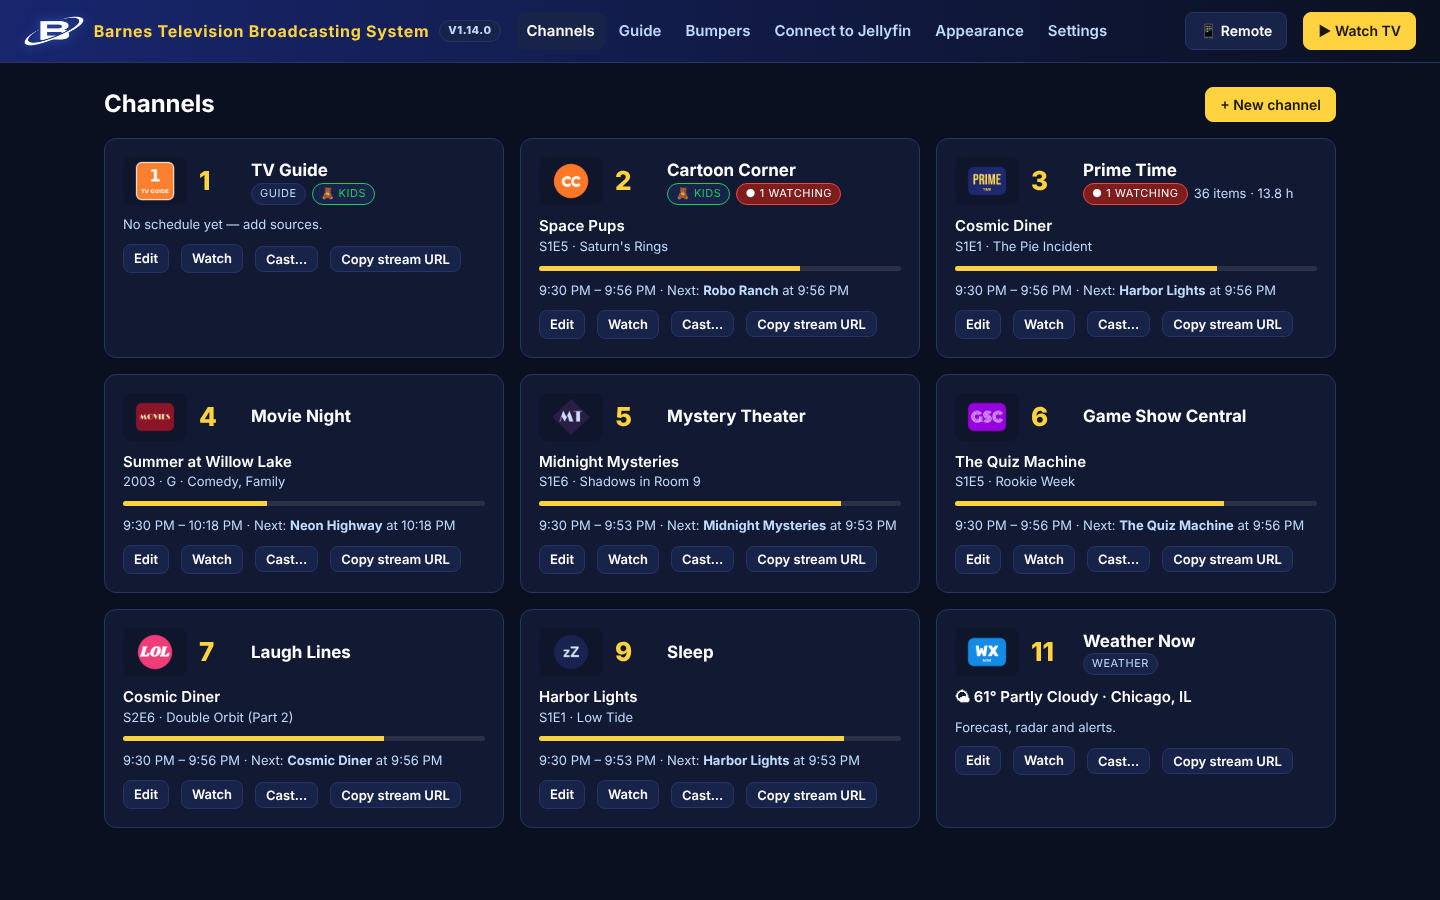 B Barnes Television Broadcasting System V1.14.0 Channels Guide Bumpers Connect to Jellyfin Appearance Settings Remote Watch TV
Channels
+ New channel
1 TV GUIDE 1 TV Guide
GUIDE KIDS
No schedule yet — add sources.
Edit Watch Cast... Copy stream URL
CC 2 Cartoon Corner
KIDS 1 WATCHING
Space Pups
S1E5 · Saturn's Rings
9:30 PM – 9:56 PM · Next: Robo Ranch at 9:56 PM
Edit Watch Cast... Copy stream URL
PRIME TIME 3 Prime Time
1 WATCHING 36 items · 13.8 h
Cosmic Diner
S1E1 · The Pie Incident
9:30 PM – 9:56 PM · Next: Harbor Lights at 9:56 PM
Edit Watch Cast... Copy stream URL
MOVIES 4 Movie Night
Summer at Willow Lake
2003 · G · Comedy, Family
9:30 PM – 10:18 PM · Next: Neon Highway at 10:18 PM
Edit Watch Cast... Copy stream URL
MT 5 Mystery Theater
Midnight Mysteries
S1E6 · Shadows in Room 9
9:30 PM – 9:53 PM · Next: Midnight Mysteries at 9:53 PM
Edit Watch Cast... Copy stream URL
GSC 6 Game Show Central
The Quiz Machine
S1E5 · Rookie Week
9:30 PM – 9:56 PM · Next: The Quiz Machine at 9:56 PM
Edit Watch Cast... Copy stream URL
LOL 7 Laugh Lines
Cosmic Diner
S2E6 · Double Orbit (Part 2)
9:30 PM – 9:56 PM · Next: Cosmic Diner at 9:56 PM
Edit Watch Cast... Copy stream URL
zZ 9 Sleep
Harbor Lights
S1E1 · Low Tide
9:30 PM – 9:53 PM · Next: Harbor Lights at 9:53 PM
Edit Watch Cast... Copy stream URL
WX NOW 11 Weather Now
WEATHER
61° Partly Cloudy · Chicago, IL
Forecast, radar and alerts.
Edit Watch Cast... Copy stream URL